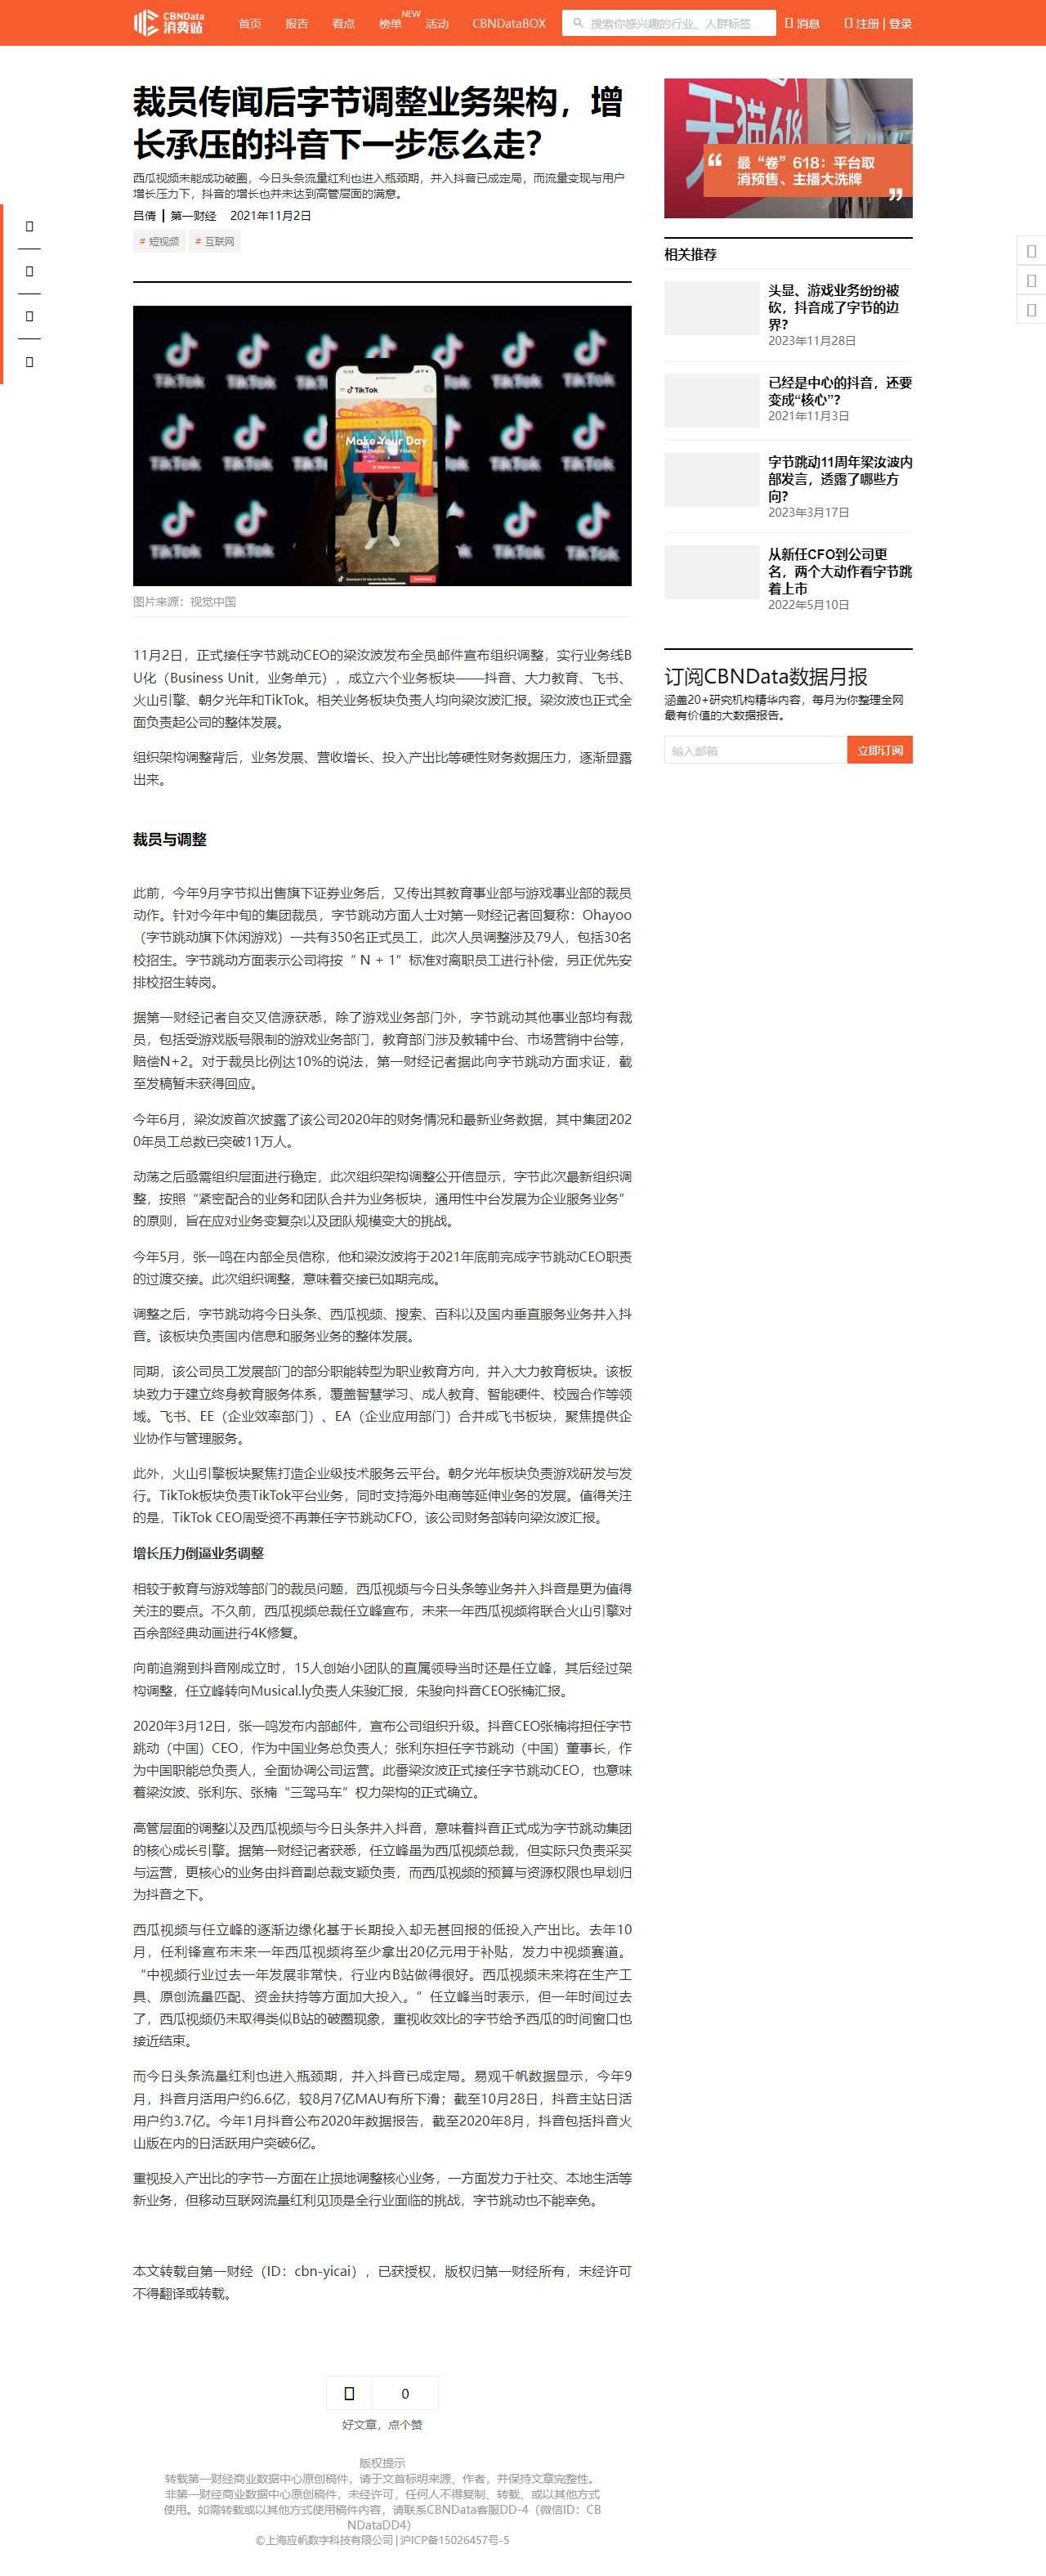 CBNData
消费站
首页
报告
看点
榜单
NEW
活动
CBNDataBOX
搜索你感兴趣的行业、人群标签
消息
注册 | 登录
裁员传闻后字节调整业务架构，增
长承压的抖音下一步怎么走？
西瓜视频未能成功破圈，今日头条流量红利也进入瓶颈期，并入抖音已成定局，而流量变现与用户
增长压力下，抖音的增长也并未达到高管层面的满意。
吕倩 | 第一财经 2021年11月2日
# 短视频
# 互联网
TikTok
Make Your Day
图片来源：视觉中国
11月2日，正式接任字节跳动CEO的梁汝波发布全员邮件宣布组织调整，实行业务线B
U化（Business Unit，业务单元），成立六个业务板块——抖音、大力教育、飞书、
火山引擎、朝夕光年和TikTok。相关业务板块负责人均向梁汝波汇报。梁汝波也正式全
面负责起公司的整体发展。
组织架构调整背后，业务发展、营收增长、投入产出比等硬性财务数据压力，逐渐显露
出来。
裁员与调整
此前，今年9月字节拟出售旗下证券业务后，又传出其教育事业部与游戏事业部的裁员
动作。针对今年中旬的集团裁员，字节跳动方面人士对第一财经记者回复称：Ohayoo
（字节跳动旗下休闲游戏）一共有350名正式员工，此次人员调整涉及79人，包括30名
校招生。字节跳动方面表示公司将按“ N + 1”标准对离职员工进行补偿，另正优先安
排校招生转岗。
据第一财经记者自交叉信源获悉，除了游戏业务部门外，字节跳动其他事业部均有裁
员，包括受游戏版号限制的游戏业务部门，教育部门涉及教辅中台、市场营销中台等，
赔偿N+2。对于裁员比例达10%的说法，第一财经记者据此向字节跳动方面求证，截
至发稿暂未获得回应。
今年6月，梁汝波首次披露了该公司2020年的财务情况和最新业务数据，其中集团202
0年员工总数已突破11万人。
动荡之后亟需组织层面进行稳定，此次组织架构调整公开信显示，字节此次最新组织调
整，按照“紧密配合的业务和团队合并为业务板块，通用性中台发展为企业服务业务”
的原则，旨在应对业务变复杂以及团队规模变大的挑战。
今年5月，张一鸣在内部全员信称，他和梁汝波将于2021年底前完成字节跳动CEO职责
的过渡交接。此次组织调整，意味着交接已如期完成。
调整之后，字节跳动将今日头条、西瓜视频、搜索、百科以及国内垂直服务业务并入抖
音。该板块负责国内信息和服务业务的整体发展。
同期，该公司员工发展部门的部分职能转型为职业教育方向，并入大力教育板块。该板
块致力于建立终身教育服务体系，覆盖智慧学习、成人教育、智能硬件、校园合作等领
域。飞书、EE（企业效率部门）、EA（企业应用部门）合并成飞书板块，聚焦提供企
业协作与管理服务。
此外，火山引擎板块聚焦打造企业级技术服务云平台。朝夕光年板块负责游戏研发与发
行。TikTok板块负责TikTok平台业务，同时支持海外电商等延伸业务的发展。值得关注
的是，TikTok CEO周受资不再兼任字节跳动CFO，该公司财务部转向梁汝波汇报。
增长压力倒逼业务调整
相较于教育与游戏等部门的裁员问题，西瓜视频与今日头条等业务并入抖音是更为值得
关注的要点。不久前，西瓜视频总裁任立峰宣布，未来一年西瓜视频将联合火山引擎对
百余部经典动画进行4K修复。
向前追溯到抖音刚成立时，15人创始小团队的直属领导当时还是任立峰，其后经过架
构调整，任立峰转向Musical.ly负责人朱骏汇报，朱骏向抖音CEO张楠汇报。
2020年3月12日，张一鸣发布内部邮件，宣布公司组织升级。抖音CEO张楠将担任字节
跳动（中国）CEO，作为中国业务总负责人；张利东担任字节跳动（中国）董事长，作
为中国职能总负责人，全面协调公司运营。此番梁汝波正式接任字节跳动CEO，也意味
着梁汝波、张利东、张楠“三驾马车”权力架构的正式确立。
高管层面的调整以及西瓜视频与今日头条并入抖音，意味着抖音正式成为字节跳动集团
的核心成长引擎。据第一财经记者获悉，任立峰虽为西瓜视频总裁，但实际只负责采买
与运营，更核心的业务由抖音副总裁支颖负责，而西瓜视频的预算与资源权限也早划归
为抖音之下。
西瓜视频与任立峰的逐渐边缘化基于长期投入却无甚回报的低投入产出比。去年10
月，任利锋宣布未来一年西瓜视频将至少拿出20亿元用于补贴，发力中视频赛道。
“中视频行业过去一年发展非常快，行业内B站做得很好。西瓜视频未来将在生产工
具、原创流量匹配、资金扶持等方面加大投入。”任立峰当时表示，但一年时间过去
了，西瓜视频仍未取得类似B站的破圈现象，重视收效比的字节给予西瓜的时间窗口也
接近结束。
而今日头条流量红利也进入瓶颈期，并入抖音已成定局。易观千帆数据显示，今年9
月，抖音月活用户约6.6亿，较8月7亿MAU有所下滑；截至10月28日，抖音主站日活
用户约3.7亿。今年1月抖音公布2020年数据报告，截至2020年8月，抖音包括抖音火
山版在内的日活跃用户突破6亿。
重视投入产出比的字节一方面在止损地调整核心业务，一方面发力于社交、本地生活等
新业务，但移动互联网流量红利见顶是全行业面临的挑战，字节跳动也不能幸免。
本文转载自第一财经（ID：cbn-yicai），已获授权，版权归第一财经所有，未经许可
不得翻译或转载。
0
好文章，点个赞
版权提示
转载第一财经商业数据中心原创稿件，请于文首标明来源、作者，并保持文章完整性。
非第一财经商业数据中心原创稿件，未经许可，任何人不得复制、转载、或以其他方式
使用。如需转载或以其他方式使用稿件内容，请联系CBNData客服DD-4（微信ID：CB
NDataDD4）
©上海应帆数字科技有限公司 | 沪ICP备15026457号-5
天猫618
最“卷”618：平台取
消预售、主播大洗牌
相关推荐
头显、游戏业务纷纷被
砍，抖音成了字节的边
界？
2023年11月28日
已经是中心的抖音，还要
变成“核心”？
2021年11月3日
字节跳动11周年梁汝波内
部发言，透露了哪些方
向？
2023年3月17日
从新任CFO到公司更
名，两个大动作看字节跳
着上市
2022年5月10日
订阅CBNData数据月报
涵盖20+研究机构精华内容，每月为你整理全网
最有价值的大数据报告。
输入邮箱
立即订阅